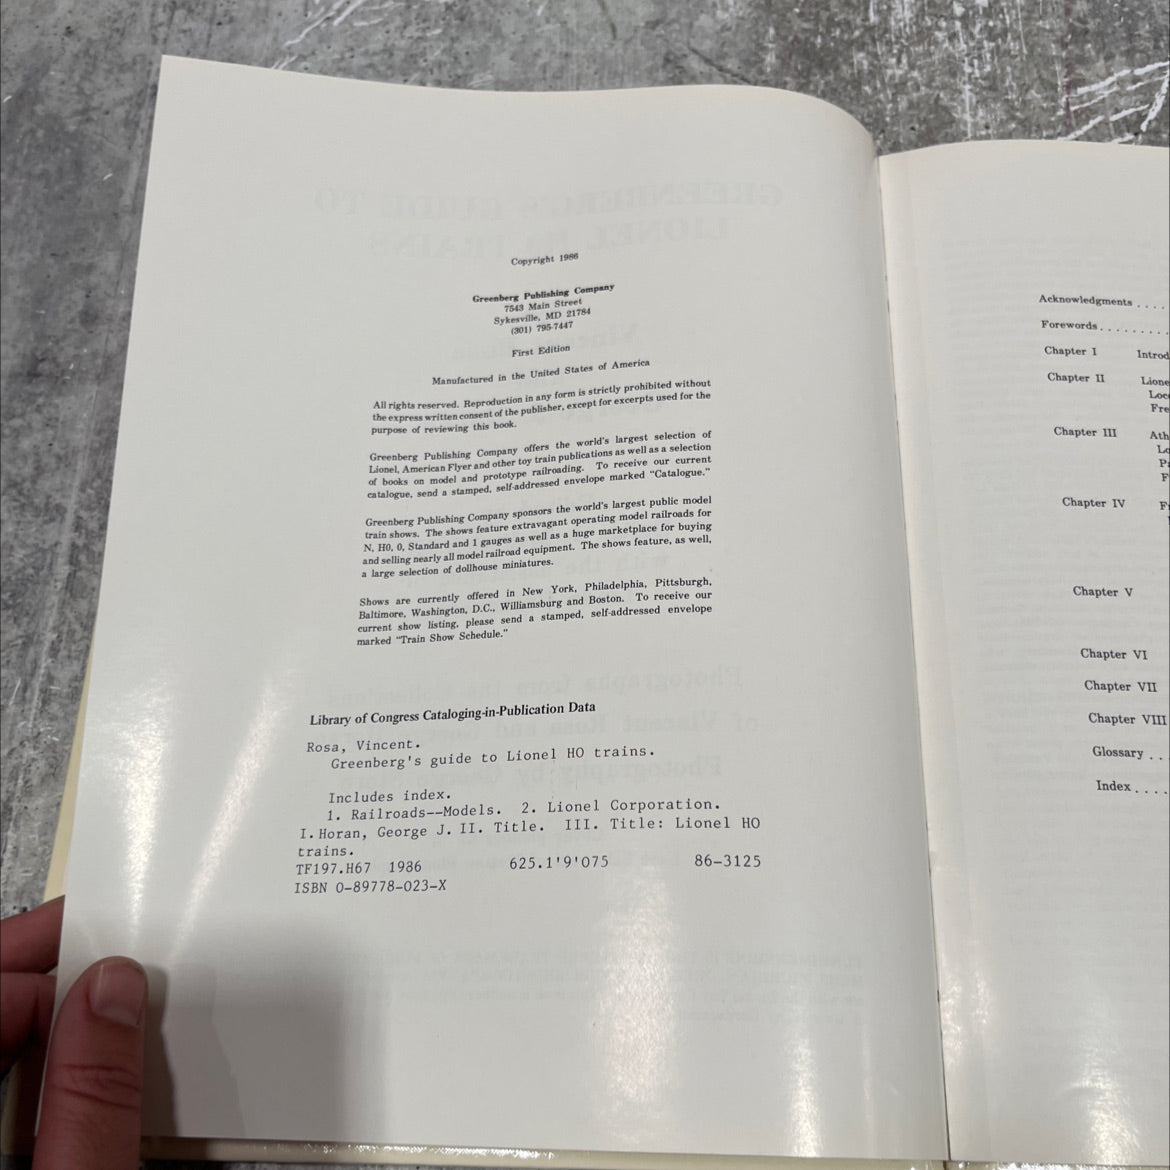 Copyright 1986
Greenberg Publishing Company
7543 Main Street
Sykesville, MD 21784
(301) 795-7447
First Edition
Manufactured in the United States of America
All rights reserved. Reproduction in any form is strictly prohibited without
the express written consent of the publisher, except for excerpts used for the
purpose of reviewing this book.
Greenberg Publishing Company offers the world's largest selection of
Lionel, American Flyer and other toy train publications as well as a selection
of books on model and prototype railroading. To receive our current
catalogue, send a stamped, self-addressed envelope marked "Catalogue."
Greenberg Publishing Company sponsors the world's largest public model
train shows. The shows feature extravagant operating model railroads for
N, HO, 0, Standard and 1 gauges as well as a huge marketplace for buying
and selling nearly all model railroad equipment. The shows feature, as well,
a large selection of dollhouse miniatures.
Shows are currently offered in New York, Philadelphia, Pittsburgh,
Baltimore, Washington, D.C., Williamsburg and Boston. To receive our
current show listing, please send a stamped, self-addressed envelope
marked "Train Show Schedule."
Library of Congress Cataloging-in-Publication Data
Rosa, Vincent.
Greenberg's guide to Lionel HO trains.
Includes index.
1. Railroads--Models. 2. Lionel Corporation.
I. Horan, George J. II. Title. III. Title: Lionel HO
trains.
TF197.H67 1986 625.1'9'075 86-3125
ISBN 0-89778-023-X
Acknowledgments . . . .
Forewords . . . . . . . . .
Chapter I Introd
Chapter II Lione
Loc
Fre
Chapter III Ath
Lo
Pa
F
Chapter IV F
Chapter V
Chapter VI
Chapter VII
Chapter VIII
Glossary . .
Index . . . .